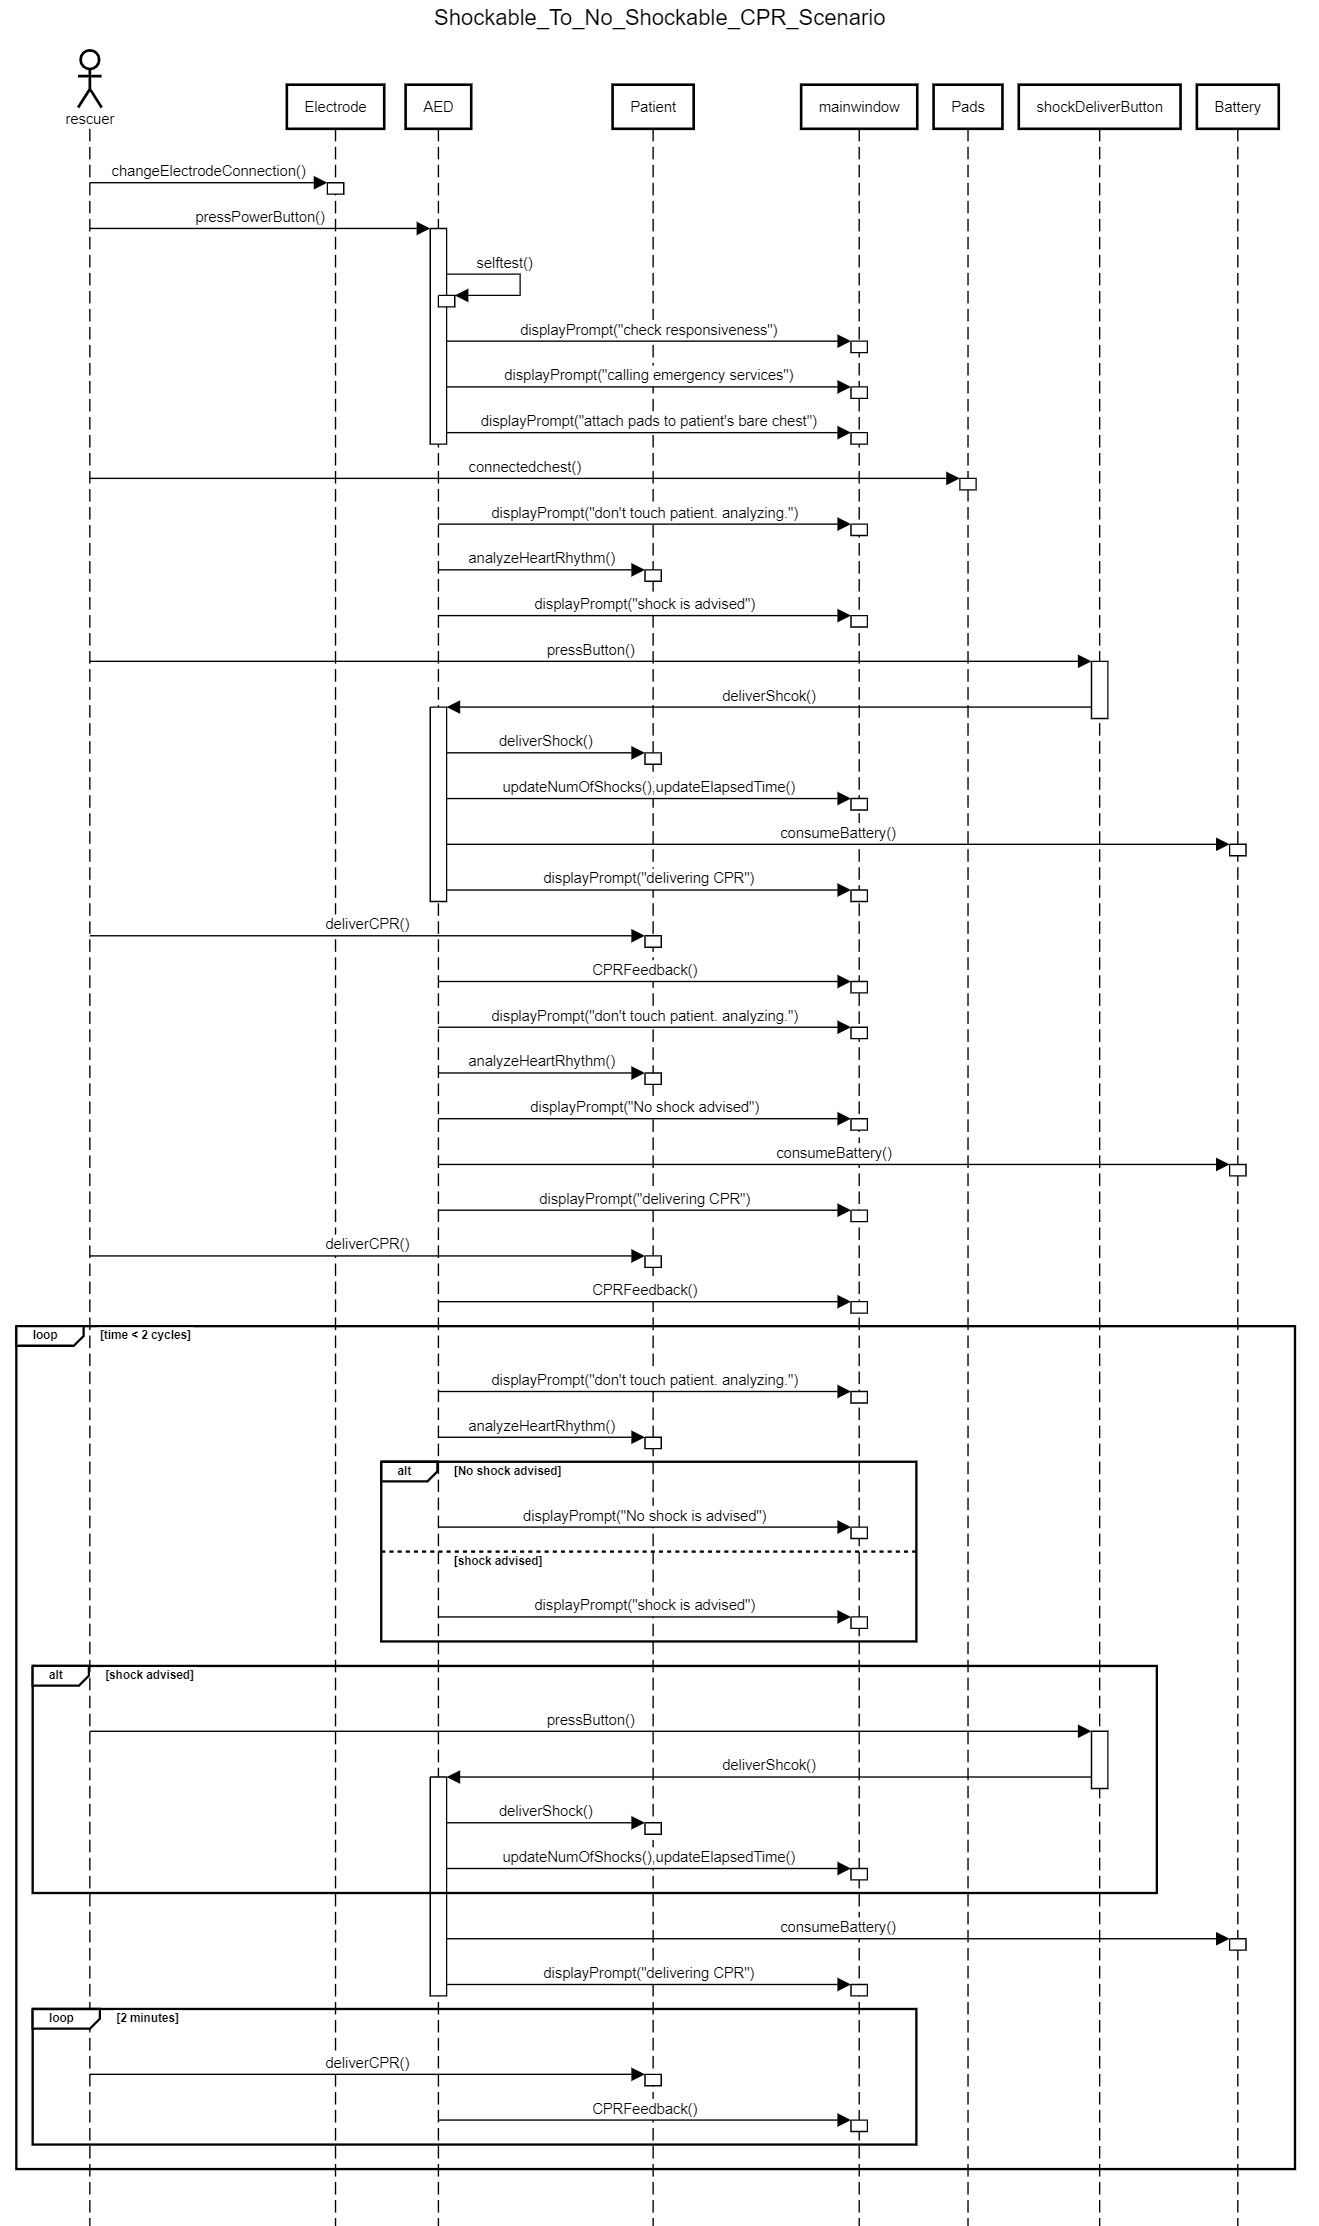 Shockable_To_No_Shockable_CPR_Scenario
rescuer
Electrode
AED
Patient
mainwindow
Pads
shockDeliverButton
Battery
changeElectrodeConnection()
pressPowerButton()
selftest()
displayPrompt("check responsiveness")
displayPrompt("calling emergency services")
displayPrompt("attach pads to patient's bare chest")
connectedchest()
displayPrompt("don't touch patient. analyzing.")
analyzeHeartRhythm()
displayPrompt("shock is advised")
pressButton()
deliverShcok()
deliverShock()
updateNumOfShocks(),updateElapsedTime()
consumeBattery()
displayPrompt("delivering CPR")
deliverCPR()
CPRFeedback()
displayPrompt("don't touch patient. analyzing.")
analyzeHeartRhythm()
displayPrompt("No shock advised")
consumeBattery()
displayPrompt("delivering CPR")
deliverCPR()
CPRFeedback()
loop [time < 2 cycles]
displayPrompt("don't touch patient. analyzing.")
analyzeHeartRhythm()
alt [No shock advised]
displayPrompt("No shock is advised")
[shock advised]
displayPrompt("shock is advised")
alt [shock advised]
pressButton()
deliverShcok()
deliverShock()
updateNumOfShocks(),updateElapsedTime()
consumeBattery()
displayPrompt("delivering CPR")
loop [2 minutes]
deliverCPR()
CPRFeedback()